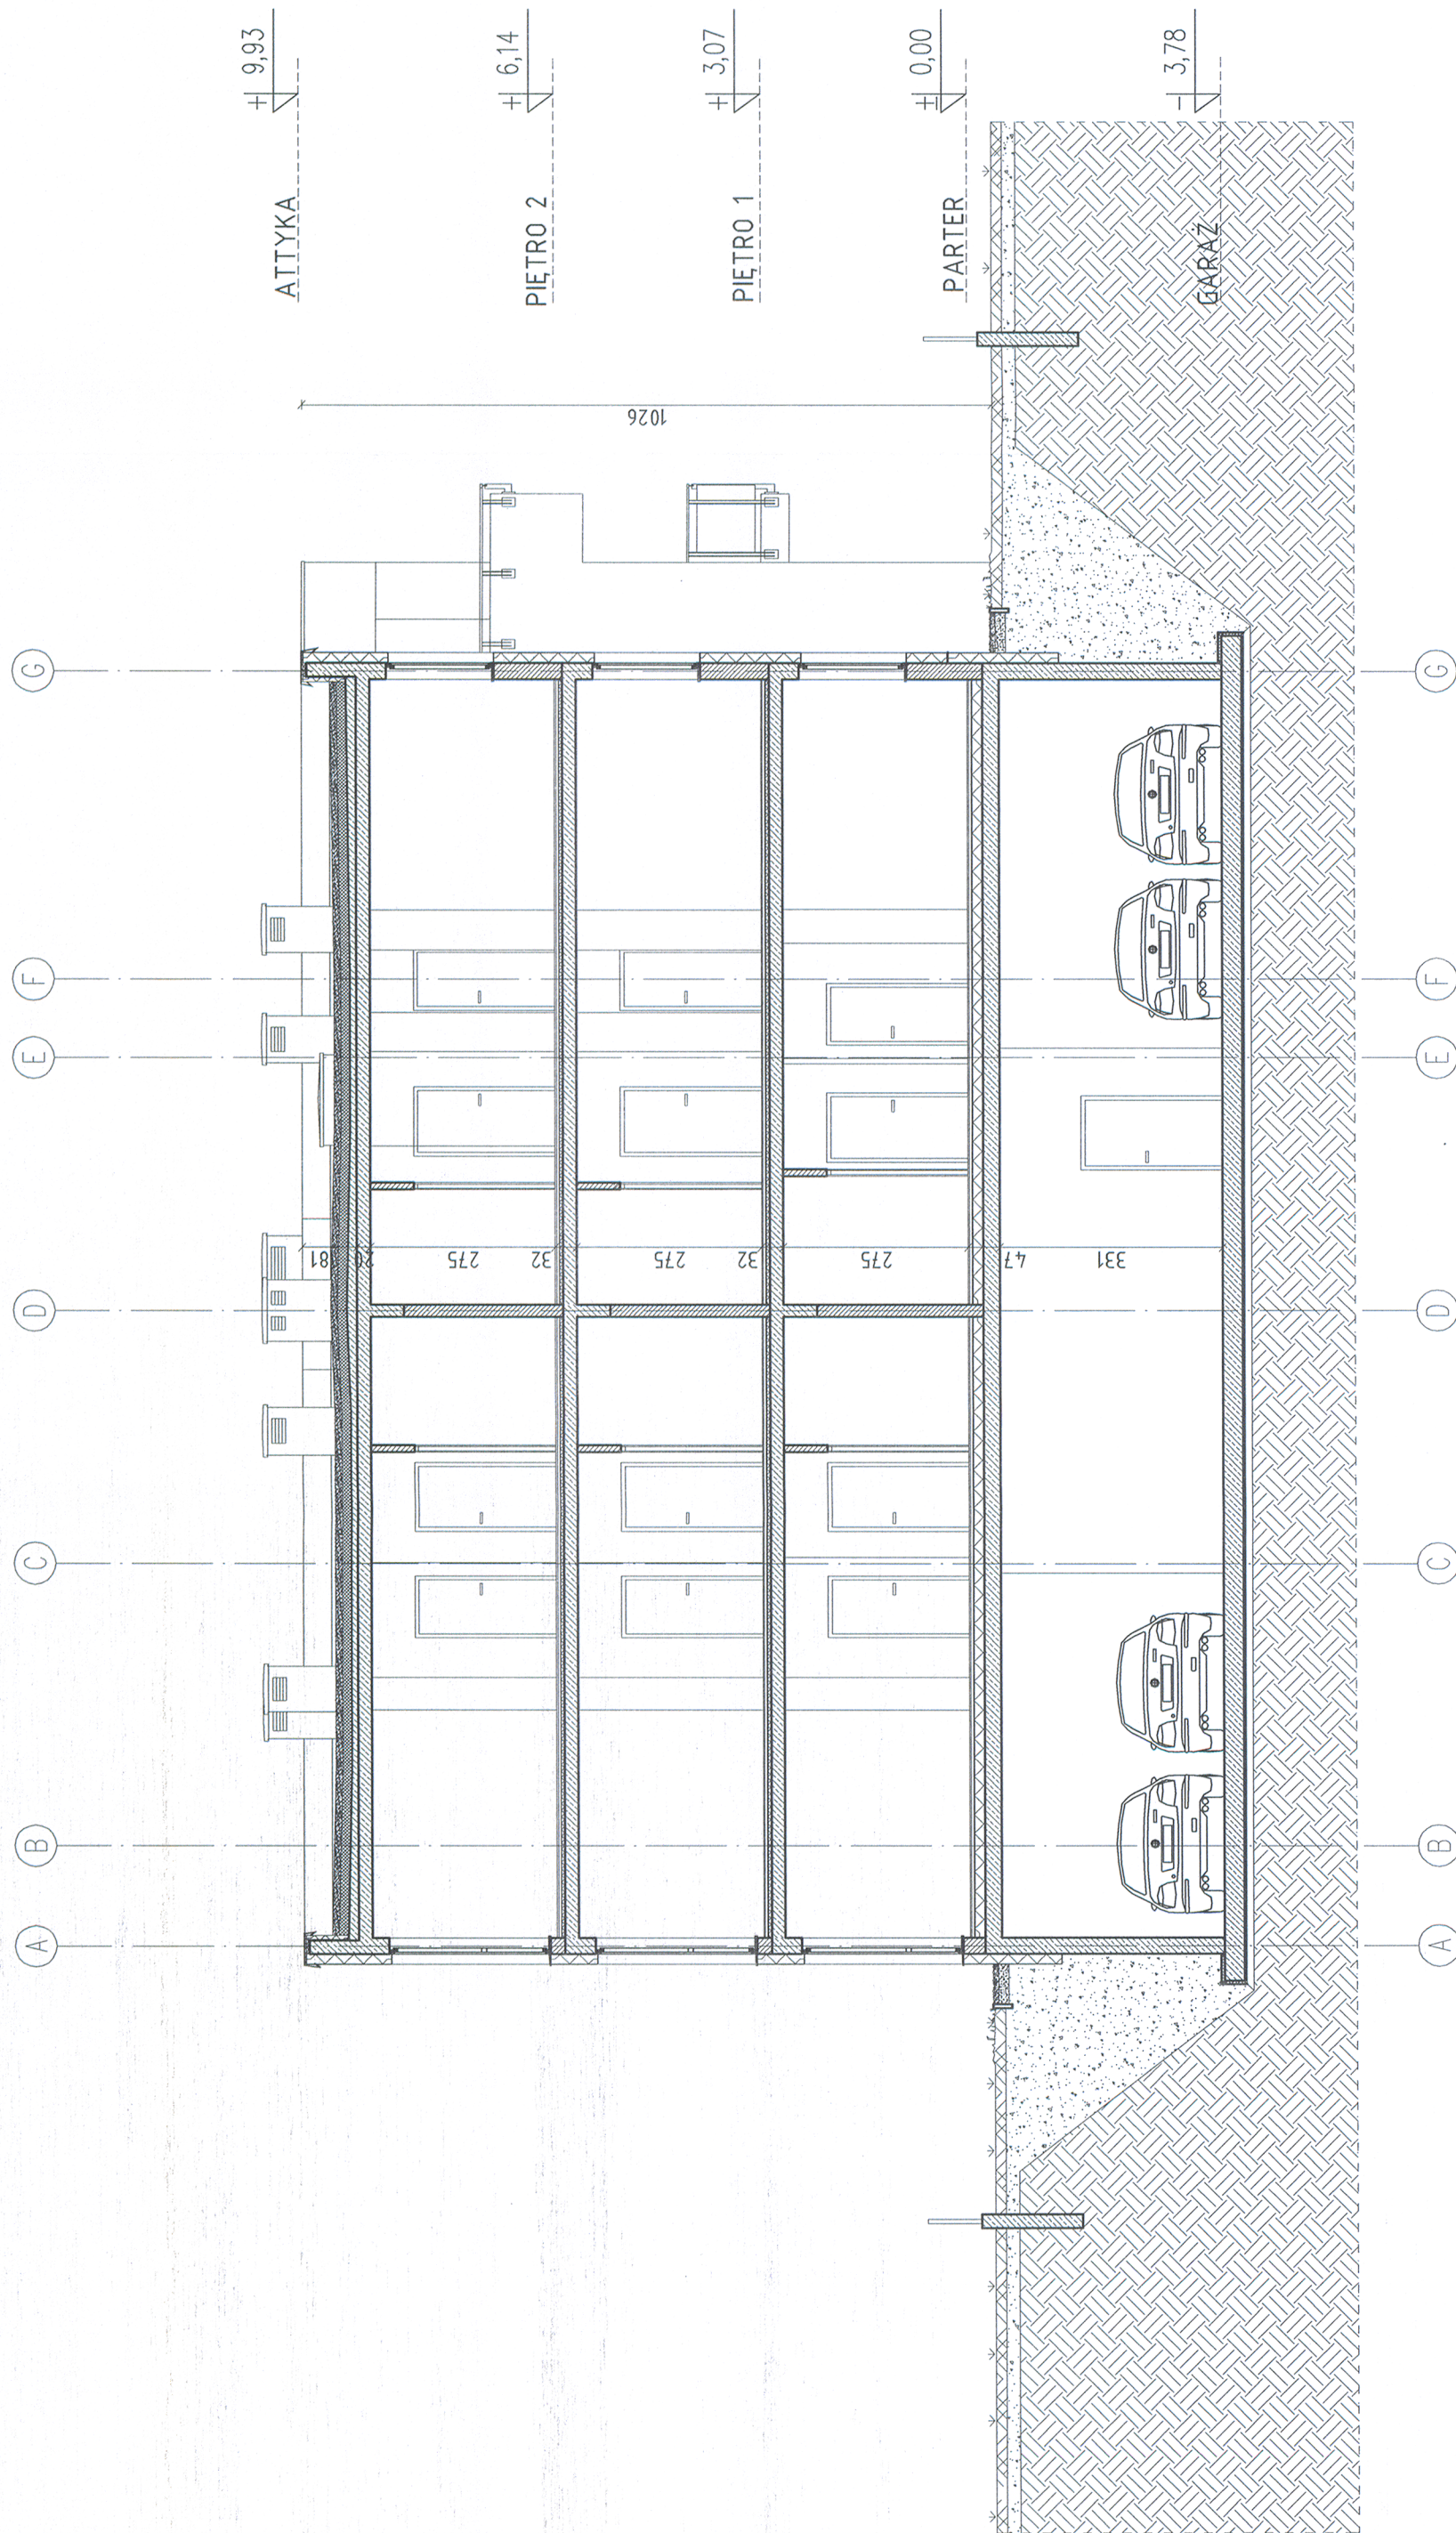 G
F
E
D
C
B
A
+ 9,93
ATTYKA
+ 6,14
PIĘTRO 2
+ 3,07
PIĘTRO 1
± 0,00
PARTER
- 3,78
GARAŻ
1026
81
20
275
32
275
32
275
47
331
G
F
E
D
C
B
A